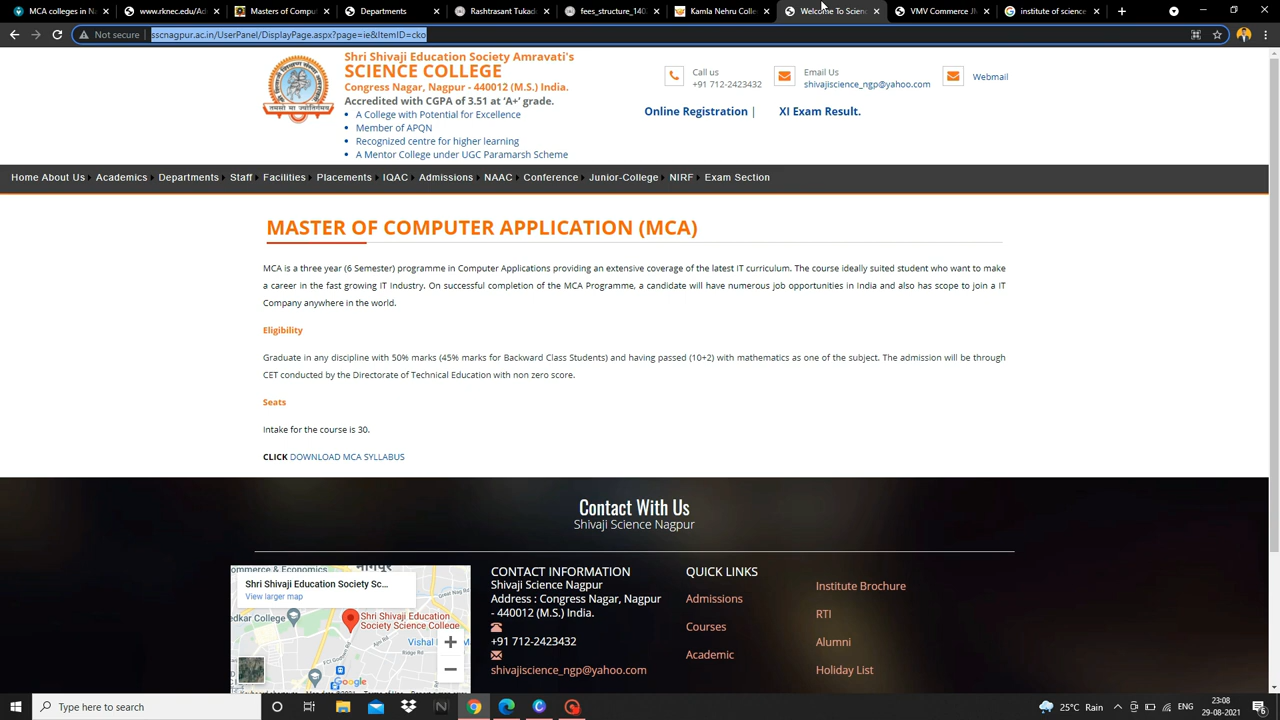 MCA colleges in Na
www.rknec.edu/Ad
Master of Comput
Departments
Rashtrasant Tukdo
fees_structure_140
Kamla Nehru Colle
Welcome To Scien
VMV Commerce JM
institute of science
Not secure
sscnagpur.ac.in/UserPanel/DisplayPage.aspx?page=ie&ItemID=cko
Shri Shivaji Education Society Amravati's
SCIENCE COLLEGE
Congress Nagar, Nagpur - 440012 (M.S.) India.
Accredited with CGPA of 3.51 at 'A+' grade.
A College with Potential for Excellence
Member of APQN
Recognized centre for higher learning
A Mentor College under UGC Paramarsh Scheme
Call us
+91 712-2423432
Email Us
shivajiscience_ngp@yahoo.com
Webmail
Online Registration | XI Exam Result.
Home About Us Academics Departments Staff Facilities Placements IQAC Admissions NAAC Conference Junior-College NIRF Exam Section
MASTER OF COMPUTER APPLICATION (MCA)
MCA is a three year (6 Semester) programme in Computer Applications providing an extensive coverage of the latest IT curriculum. The course ideally suited student who want to make
a career in the fast growing IT Industry. On successful completion of the MCA Programme, a candidate will have numerous job opportunities in India and also has scope to join a IT
Company anywhere in the world.
Eligibility
Graduate in any discipline with 50% marks (45% marks for Backward Class Students) and having passed (10+2) with mathematics as one of the subject. The admission will be through
CET conducted by the Directorate of Technical Education with non zero score.
Seats
Intake for the course is 30.
CLICK DOWNLOAD MCA SYLLABUS
Contact With Us
Shivaji Science Nagpur
ommerce &
Economics
नागपुर
Shri Shivaji Education Society Sc...
View larger map
edkar College
Shri Shivaji Education
Society Science College
Vishal
Google
CONTACT INFORMATION
Shivaji Science Nagpur
Address : Congress Nagar, Nagpur
- 440012 (M.S.) India.
+91 712-2423432
shivajiscience_ngp@yahoo.com
QUICK LINKS
Admissions
Courses
Academic
Institute Brochure
RTI
Alumni
Holiday List
Type here to search
25°C Rain
ENG
23:08
29-08-2021